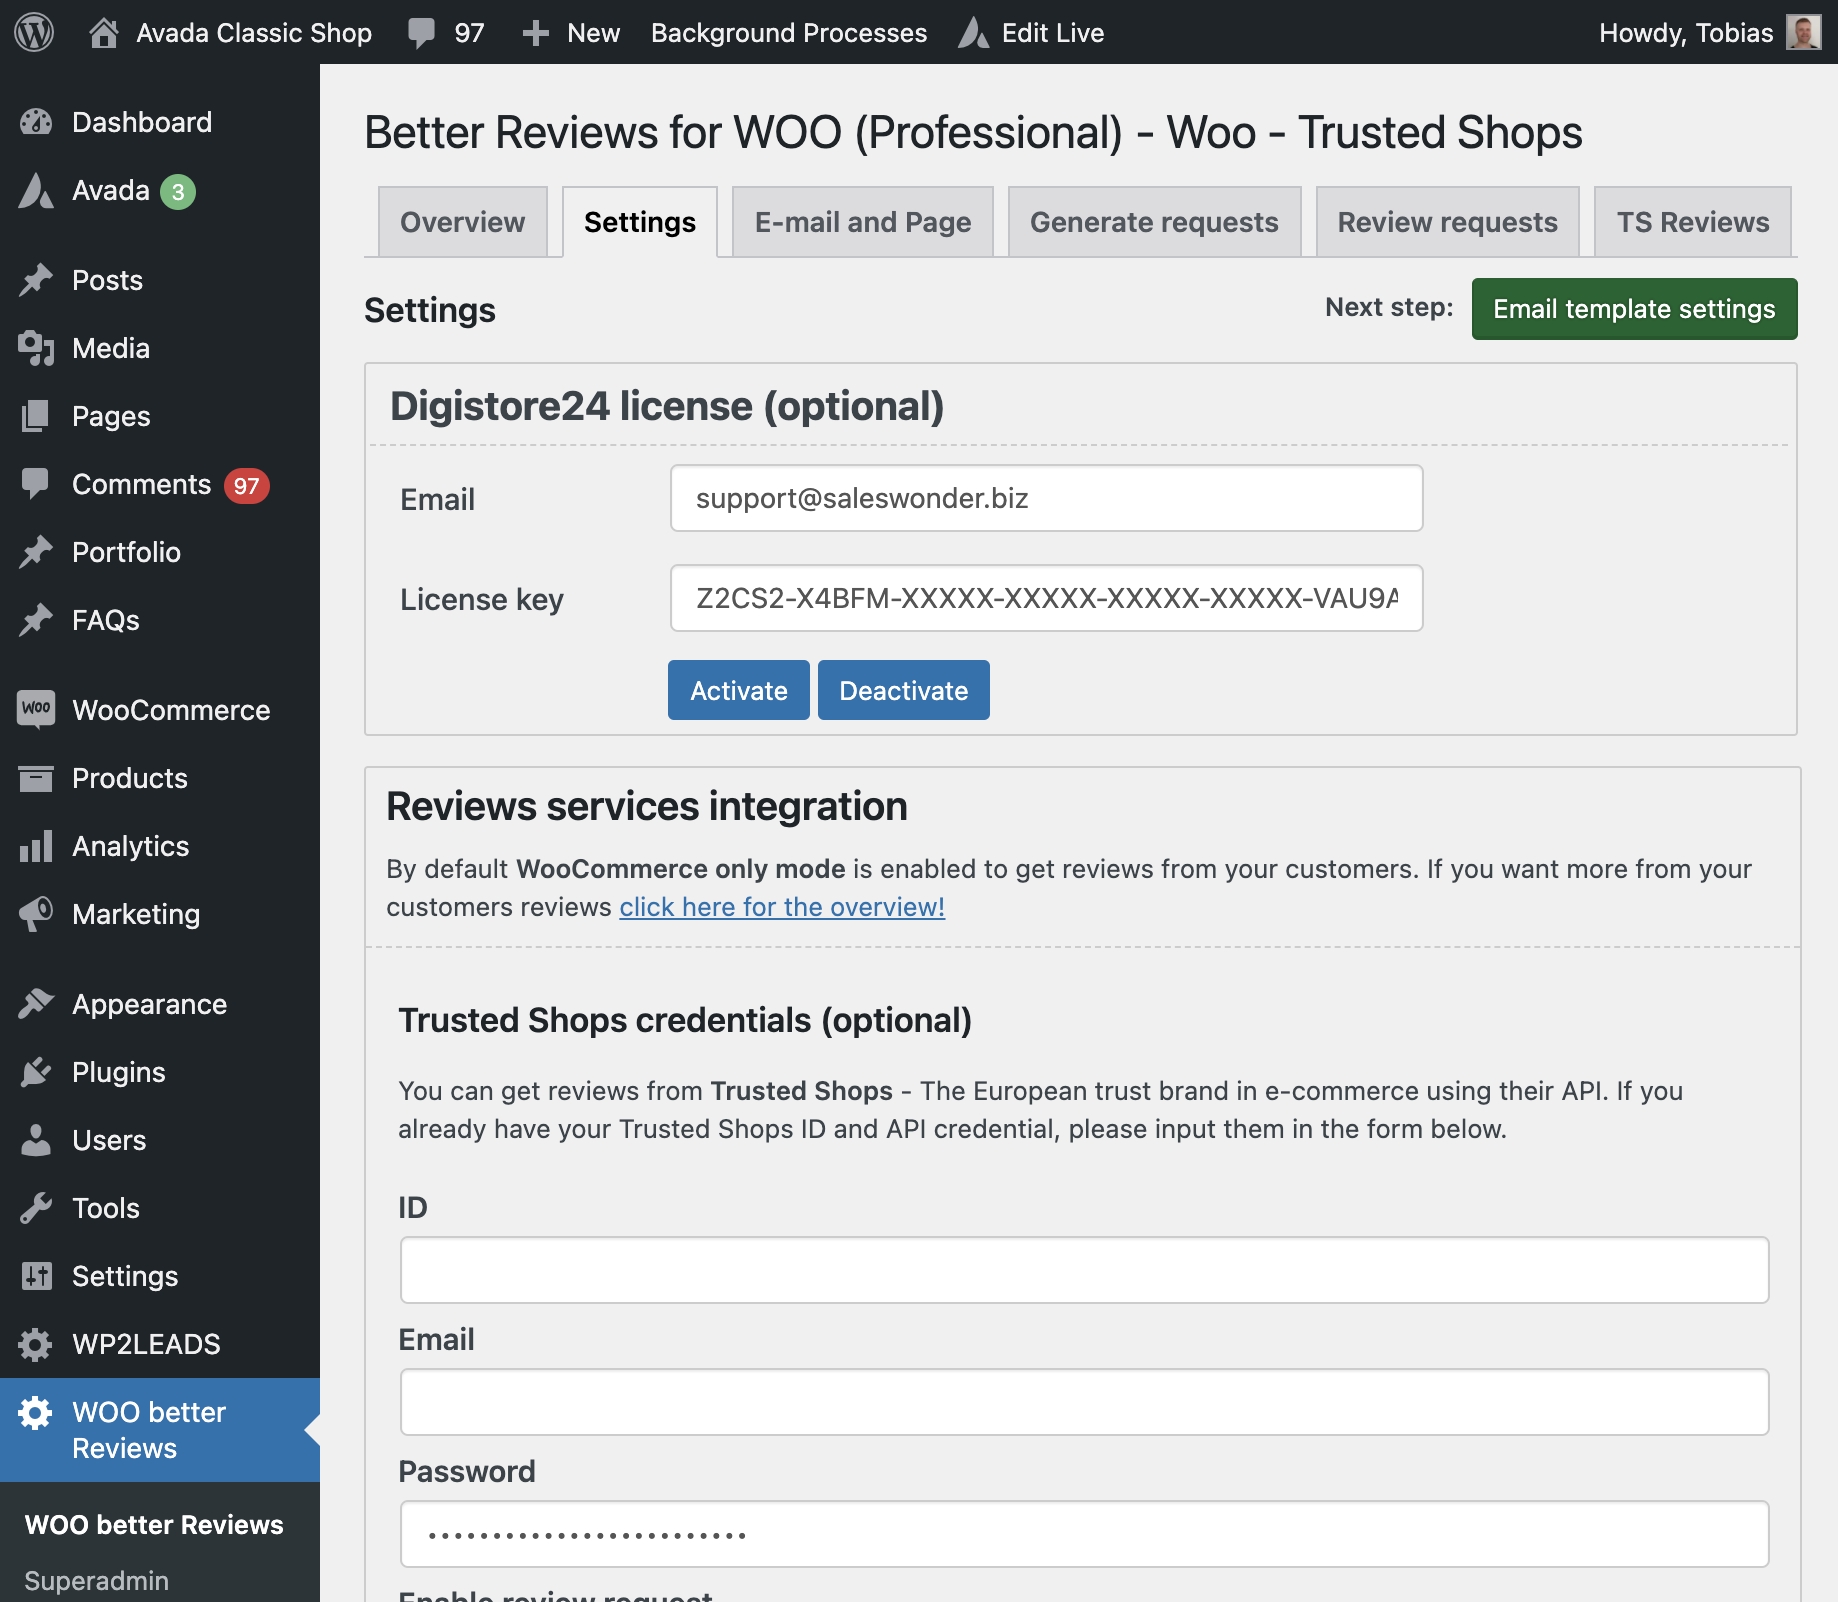 Avada Classic Shop 97 New Background Processes Edit Live Howdy, Tobias
Dashboard
Avada 3
Posts
Media
Pages
Comments 97
Portfolio
FAQs
Woo WooCommerce
Products
Analytics
Marketing
Appearance
Plugins
Users
Tools
Settings
WP2LEADS
WOO better
Reviews
WOO better Reviews
Superadmin
Better Reviews for WOO (Professional) - Woo - Trusted Shops
Overview Settings E-mail and Page Generate requests Review requests TS Reviews
Settings
Next step: Email template settings
Digistore24 license (optional)
Email support@saleswonder.biz
License key Z2CS2-X4BFM-XXXXX-XXXXX-XXXXX-XXXXX-VAU9A
Activate Deactivate
Reviews services integration
By default WooCommerce only mode is enabled to get reviews from your customers. If you want more from your
customers reviews click here for the overview!
Trusted Shops credentials (optional)
You can get reviews from Trusted Shops - The European trust brand in e-commerce using their API. If you
already have your Trusted Shops ID and API credential, please input them in the form below.
ID
Email
Password
Enable review request